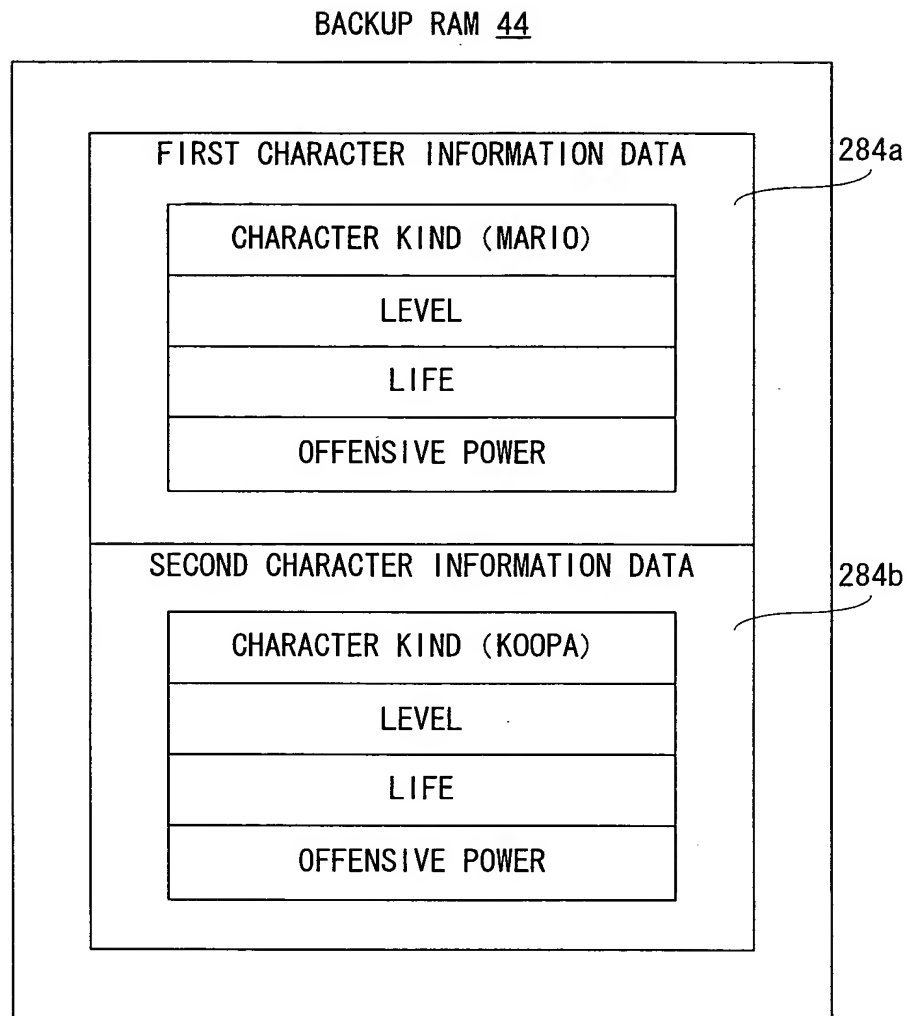 BACKUP RAM 44
FIRST CHARACTER INFORMATION DATA
284a
CHARACTER KIND (MARIO)
LEVEL
LIFE
OFFENSIVE POWER
SECOND CHARACTER INFORMATION DATA
284b
CHARACTER KIND (KOOPA)
LEVEL
LIFE
OFFENSIVE POWER